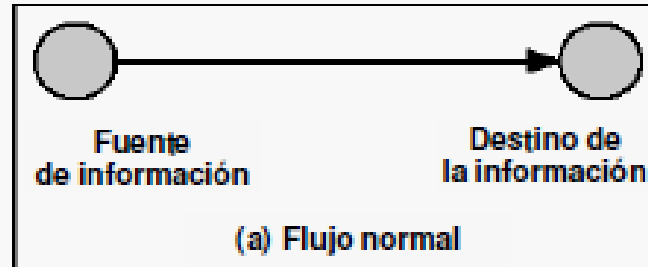 Fuente
de información
Destino de
la información
(a) Flujo normal